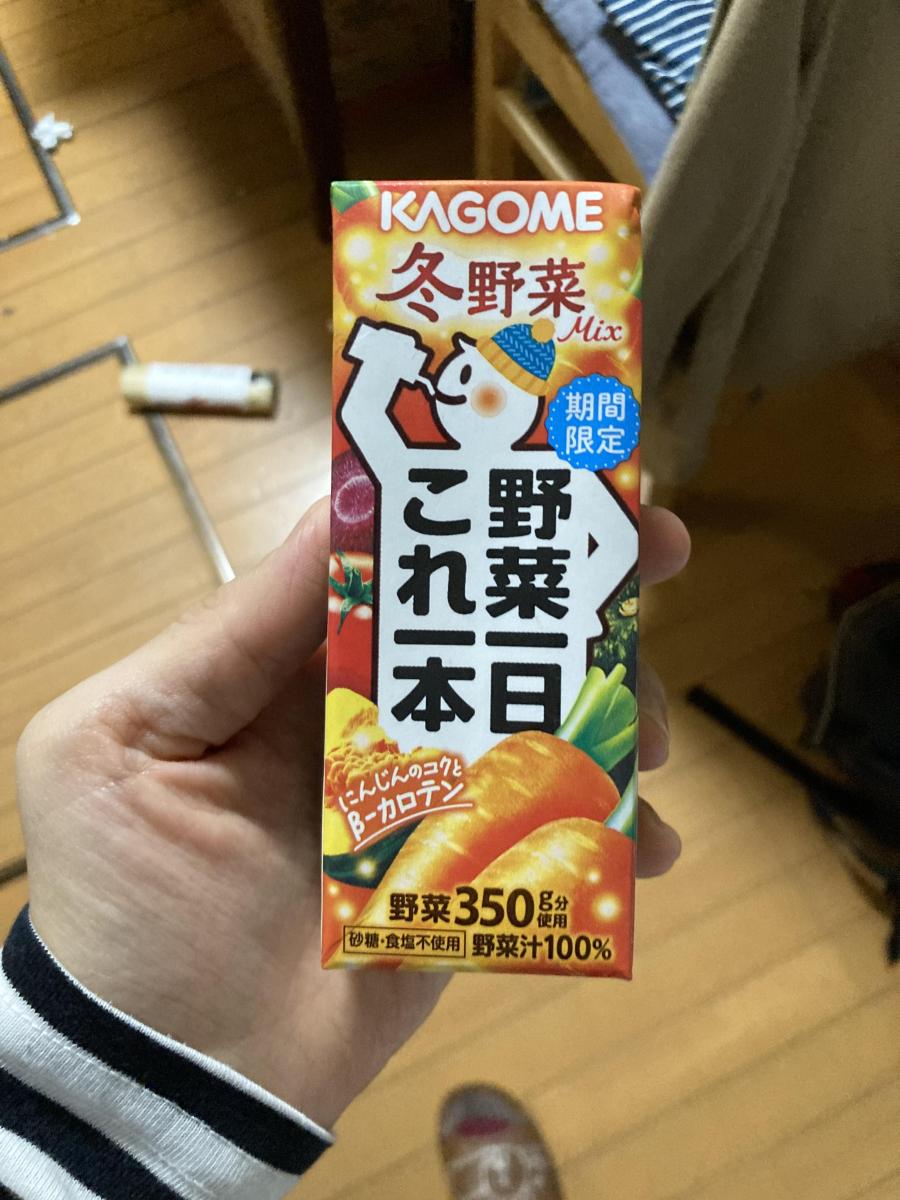 KAGOME
冬野菜
Mix
期間
限定
野菜一日
これ一本
にんじんのコクと
β-カロテン
野菜350g分
使用
砂糖・食塩不使用
野菜汁100%